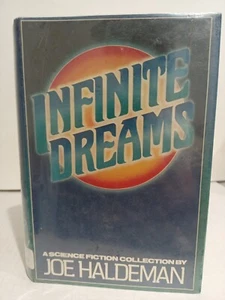 INFINITE
DREAMS
A SCIENCE FICTION COLLECTION BY
JOE HALDEMAN